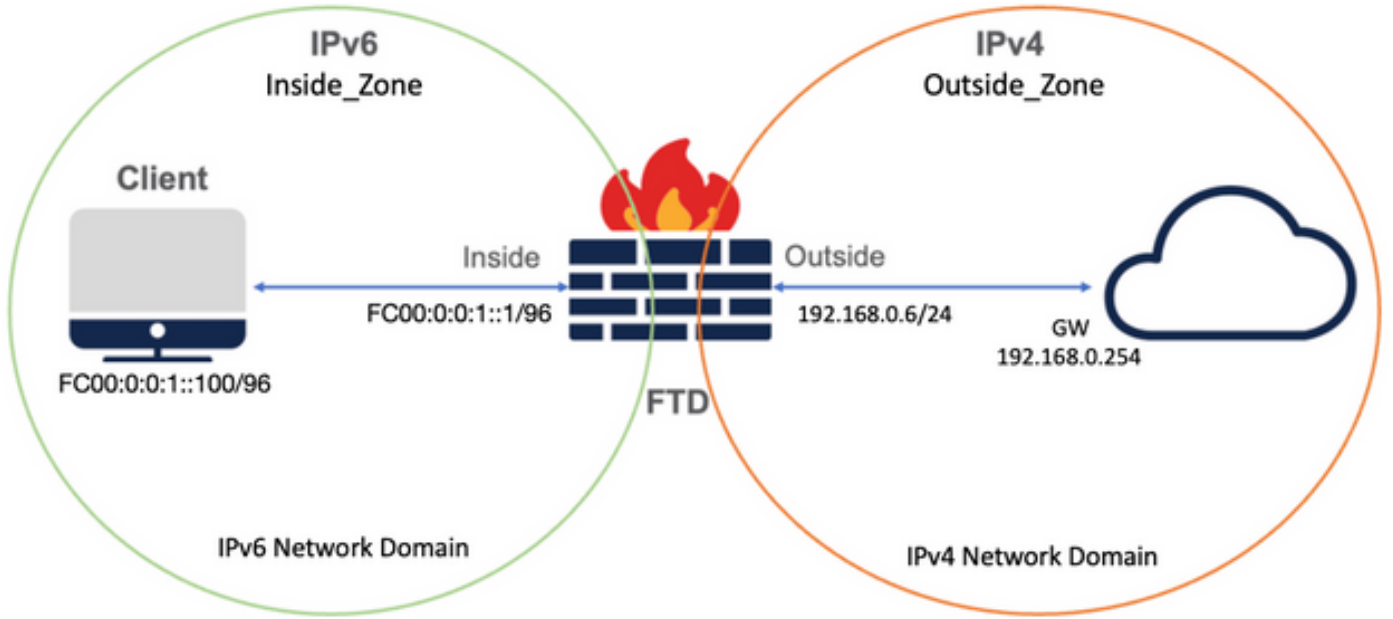 IPv6
Inside_Zone
IPv4
Outside_Zone
Client
Inside
Outside
FC00:0:0:1::1/96
192.168.0.6/24
GW
192.168.0.254
FC00:0:0:1::100/96
FTD
IPv6 Network Domain
IPv4 Network Domain